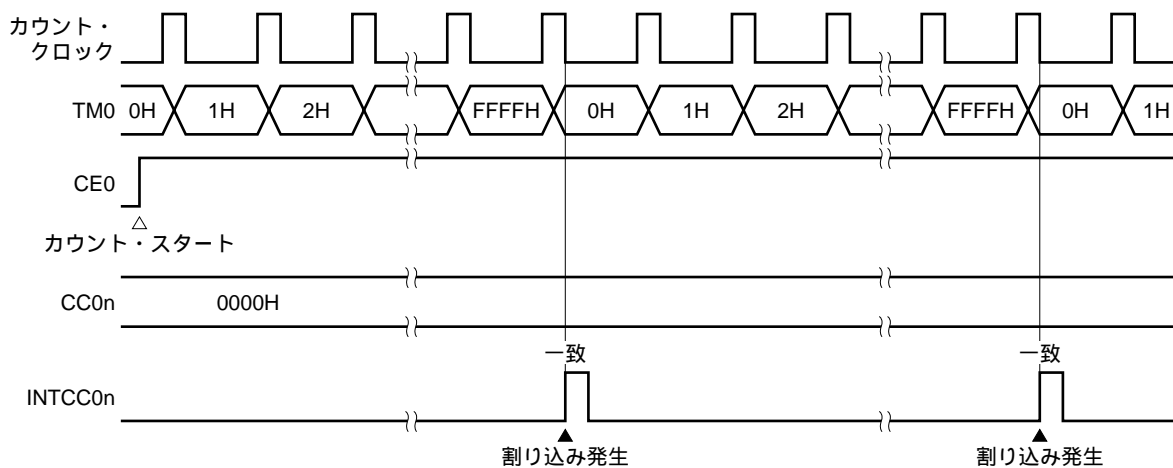 カウント・
クロック
TM0 0H 1H 2H FFFFH 0H 1H 2H FFFFH 0H 1H
CE0
△
カウント・スタート
CC0n 0000H
一致 一致
INTCC0n
▲ ▲
割り込み発生 割り込み発生